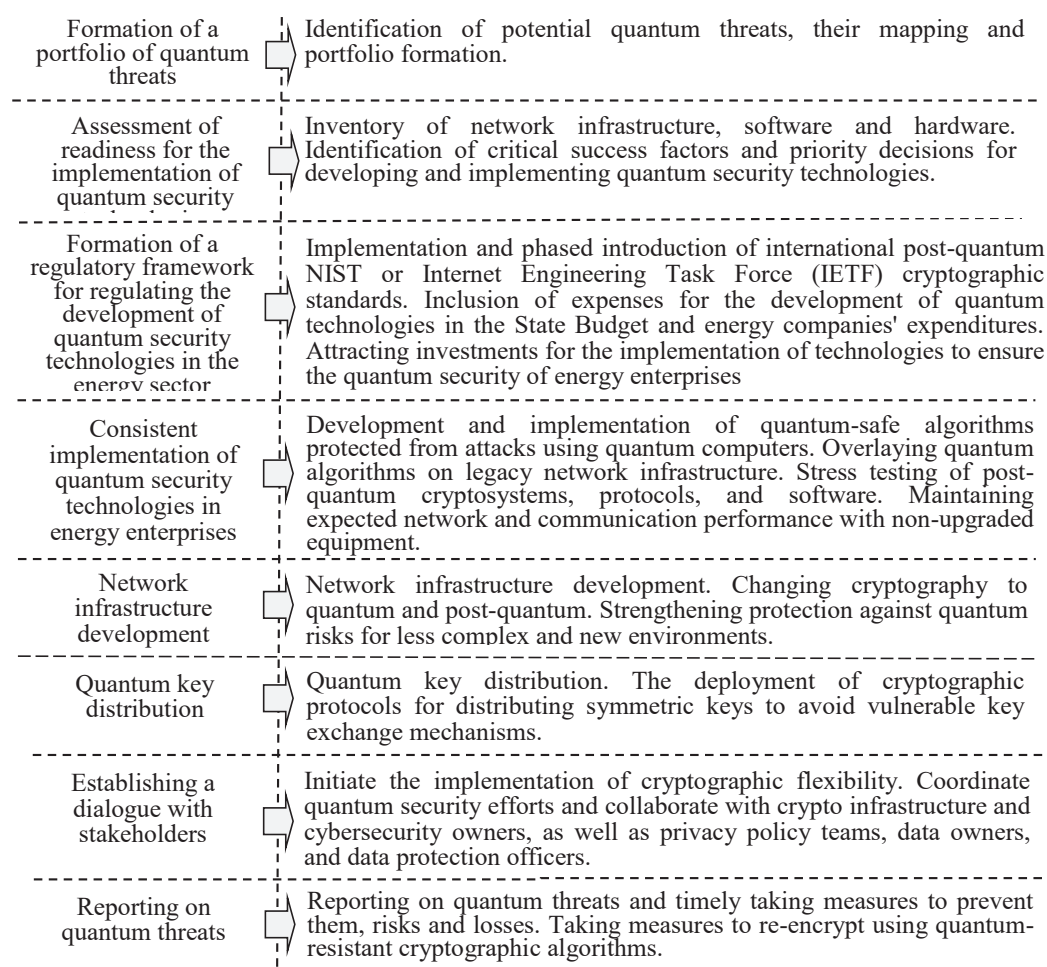 Formation of a
portfolio of quantum
threats
Identification of potential quantum threats, their mapping and
portfolio formation.
Assessment of
readiness for the
implementation of
quantum security
Inventory of network infrastructure, software and hardware.
Identification of critical success factors and priority decisions for
developing and implementing quantum security technologies.
Formation of a
regulatory framework
for regulating the
development of
quantum security
technologies in the
energy sector
Implementation and phased introduction of international post-quantum
NIST or Internet Engineering Task Force (IETF) cryptographic
standards. Inclusion of expenses for the development of quantum
technologies in the State Budget and energy companies' expenditures.
Attracting investments for the implementation of technologies to ensure
the quantum security of energy enterprises
Consistent
implementation of
quantum security
technologies in
energy enterprises
Development and implementation of quantum-safe algorithms
protected from attacks using quantum computers. Overlaying quantum
algorithms on legacy network infrastructure. Stress testing of post-
quantum cryptosystems, protocols, and software. Maintaining
expected network and communication performance with non-upgraded
equipment.
Network
infrastructure
development
Network infrastructure development. Changing cryptography to
quantum and post-quantum. Strengthening protection against quantum
risks for less complex and new environments.
Quantum key
distribution
Quantum key distribution. The deployment of cryptographic
protocols for distributing symmetric keys to avoid vulnerable key
exchange mechanisms.
Establishing a
dialogue with
stakeholders
Initiate the implementation of cryptographic flexibility. Coordinate
quantum security efforts and collaborate with crypto infrastructure and
cybersecurity owners, as well as privacy policy teams, data owners,
and data protection officers.
Reporting on
quantum threats
Reporting on quantum threats and timely taking measures to prevent
them, risks and losses. Taking measures to re-encrypt using quantum-
resistant cryptographic algorithms.